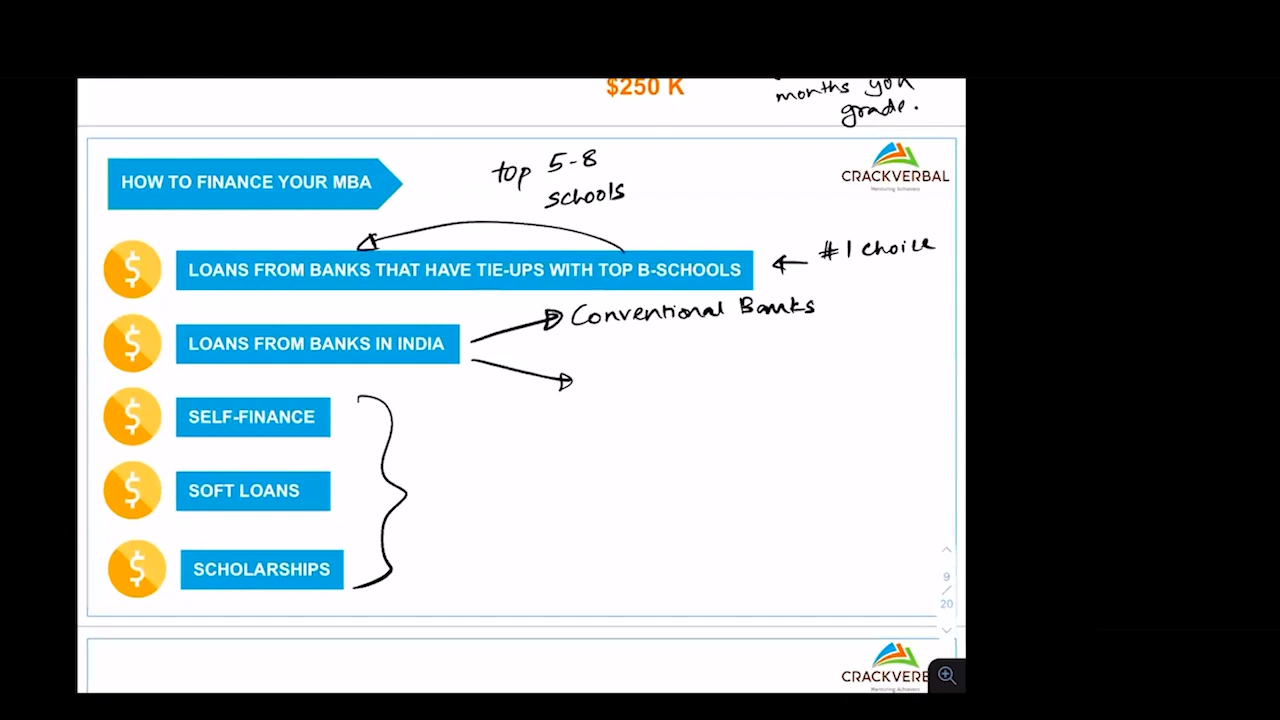 $250 K
months you
grade.
HOW TO FINANCE YOUR MBA
top 5-8
schools
CRACKVERBAL
Mentoring Achievers
LOANS FROM BANKS THAT HAVE TIE-UPS WITH TOP B-SCHOOLS
#1 choice
LOANS FROM BANKS IN INDIA
Conventional Banks
SELF-FINANCE
SOFT LOANS
SCHOLARSHIPS
9
/
20
CRACKVERB
Mentoring Achievers